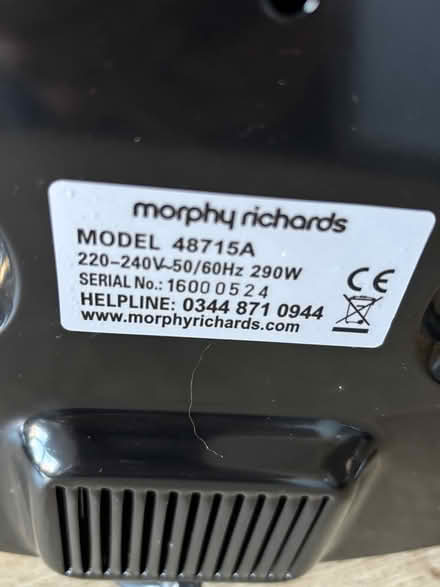 morphy richards
MODEL 48715A
220-240V~50/60Hz 290W
SERIAL No.: 16000524
HELPLINE: 0344 871 0944
www.morphyrichards.com
CE